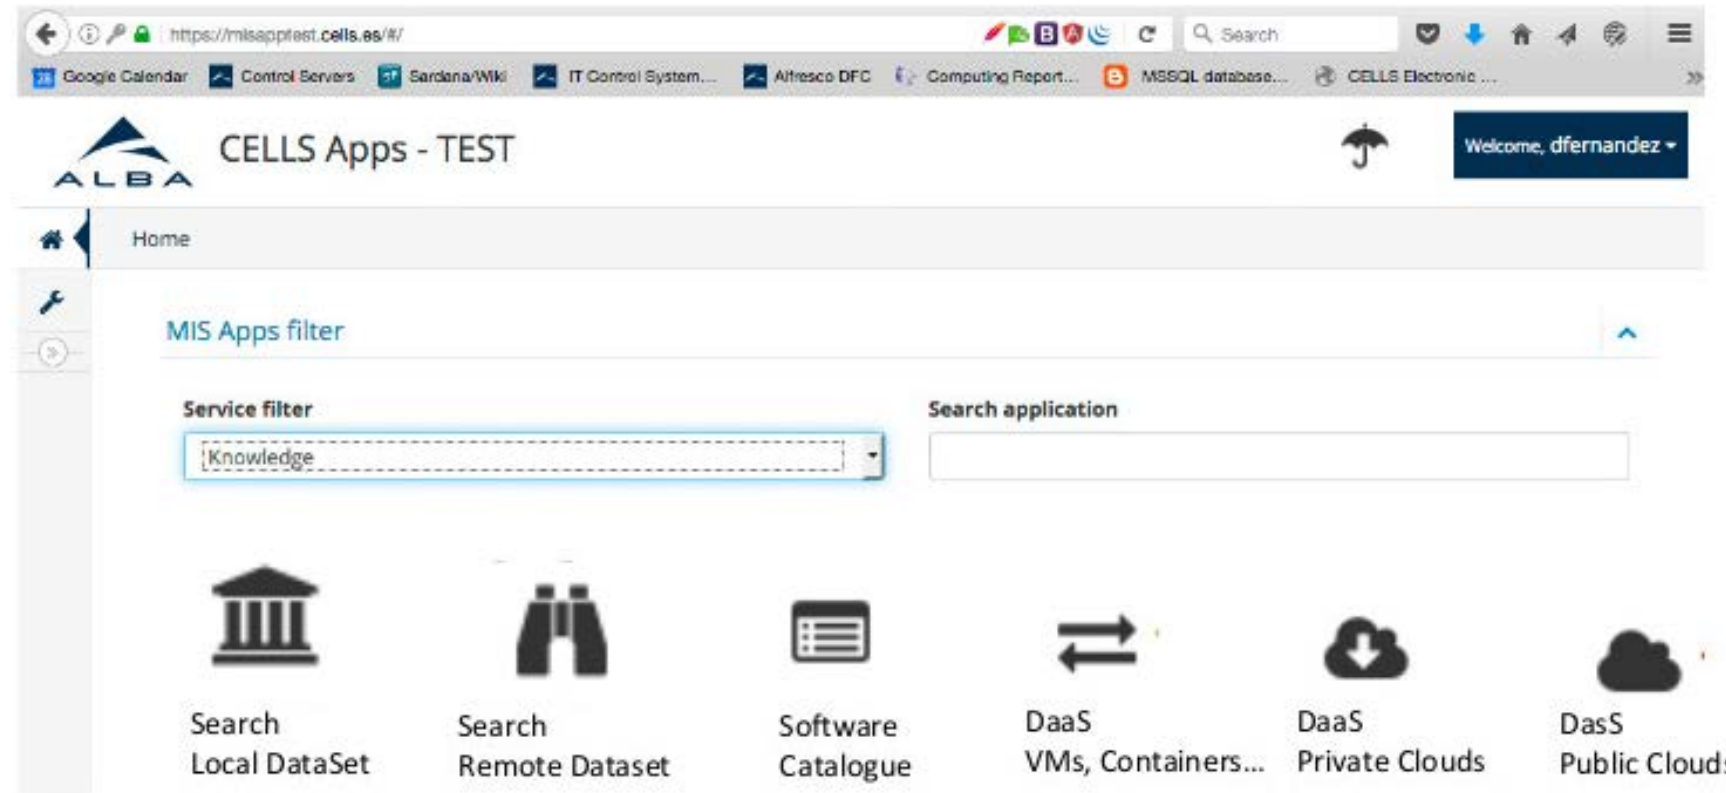 https://misapptest.cells.es/#/
Search
Google Calendar Control Servers Sardana/Wiki IT Control System... Alfresco DFC Computing Report... MSSQL database... CELLS Electronic ...
ALBA
CELLS Apps - TEST
Welcome, dfernandez
Home
MIS Apps filter
Service filter
Search application
Knowledge
Search
Local DataSet
Search
Remote Dataset
Software
Catalogue
DaaS
VMs, Containers...
DaaS
Private Clouds
DasS
Public Clouds